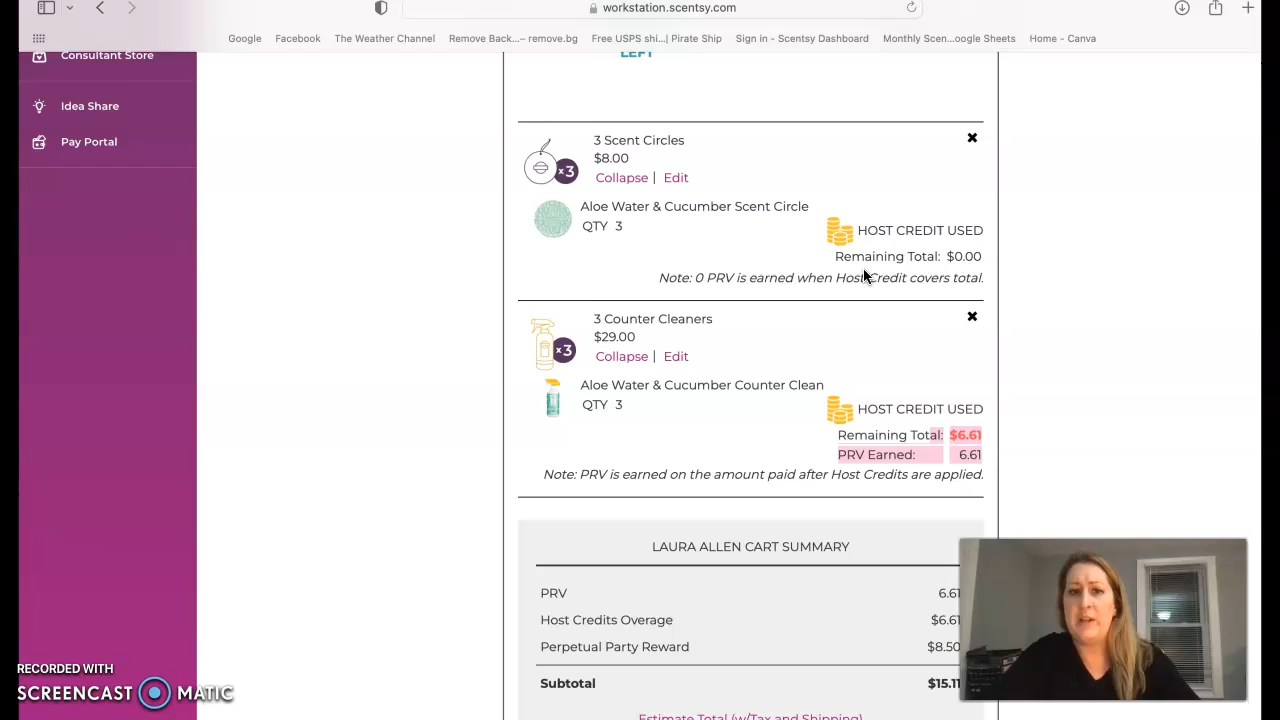 workstation.scentsy.com
Google Facebook The Weather Channel Remove Back...– remove.bg Free USPS shi...| Pirate Ship Sign in - Scentsy Dashboard Monthly Scen...oogle Sheets Home – Canva
Consultant Store
Idea Share
Pay Portal
LEFT
3 Scent Circles
$8.00
Collapse | Edit
x3
Aloe Water & Cucumber Scent Circle
QTY 3
HOST CREDIT USED
Remaining Total: $0.00
Note: 0 PRV is earned when Host Credit covers total.
3 Counter Cleaners
$29.00
Collapse | Edit
x3
Aloe Water & Cucumber Counter Clean
QTY 3
HOST CREDIT USED
Remaining Total: $6.61
PRV Earned: 6.61
Note: PRV is earned on the amount paid after Host Credits are applied.
LAURA ALLEN CART SUMMARY
PRV 6.61
Host Credits Overage $6.61
Perpetual Party Reward $8.50
Subtotal $15.11
Estimate Total (w/Tax and Shipping)
RECORDED WITH
SCREENCAST MATIC